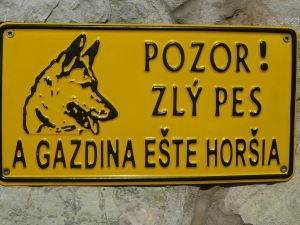 POZOR!
ZLÝ PES
A GAZDINA EŠTE HORŠIA